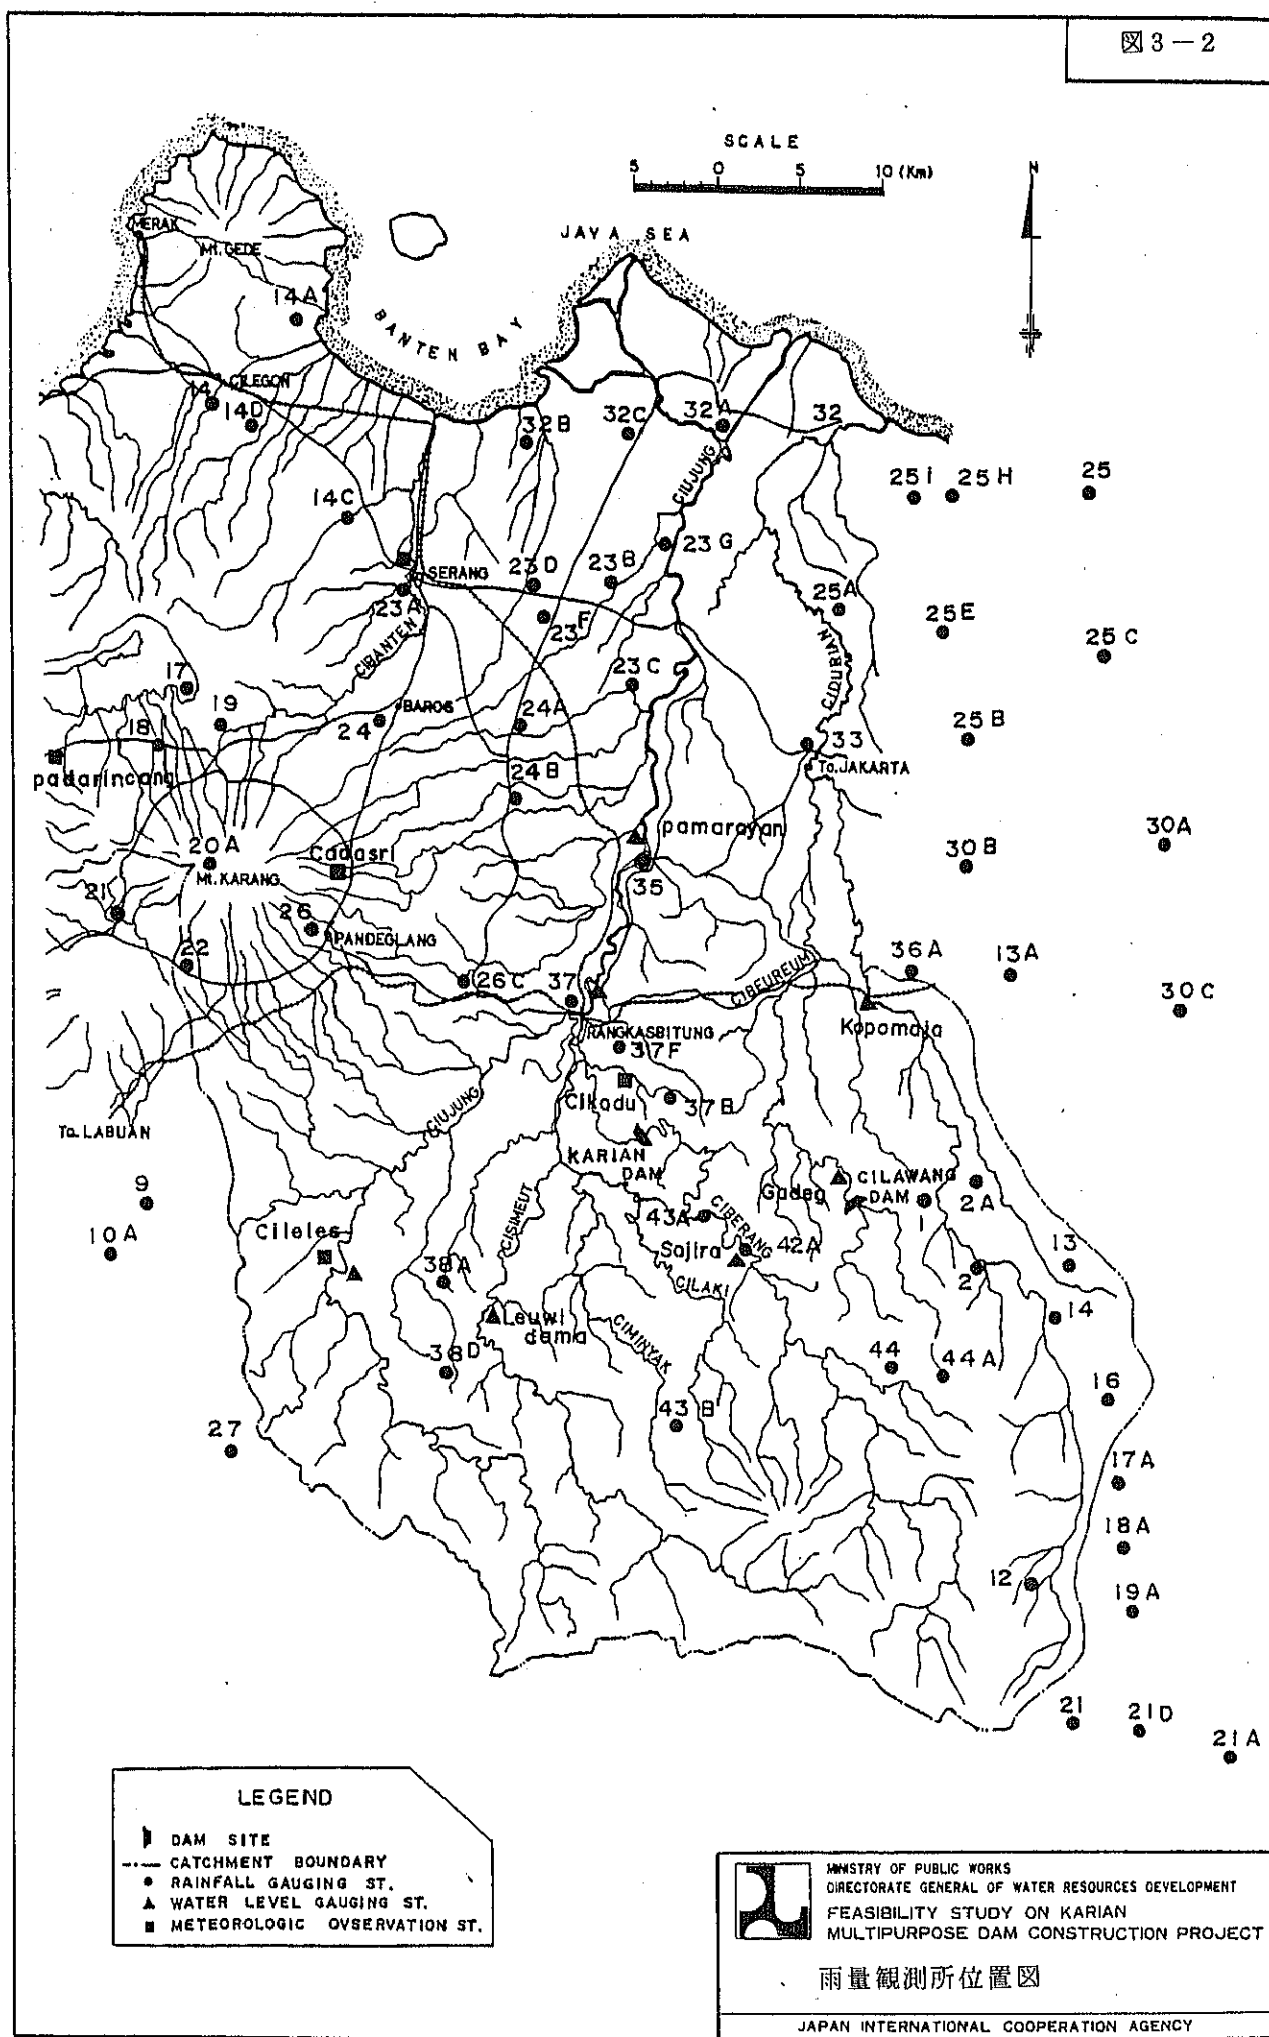 図3-2
SCALE
5 0 5 10 (Km)
N
JAVA SEA
MERAK
Mt. GEDE
14A
BANTEN BAY
CILEGON
14
14D
32B
32C
32A
32
CIUJUNG
25I
25H
25
14C
23G
SERANG
23D
23B
23A
23F
25A
25E
25C
CIBANTEN
CIDURIAN
17
23C
19
BAROS
18
24
24A
25B
33
To. JAKARTA
padarincang
24B
pamarayan
30A
20A
Cadasri
30B
Mt. KARANG
35
21
26
PANDEGLANG
22
36A
13A
26C
37
CIBEUREUM
30C
RANGKASBITUNG
Kopomaja
37F
Cikadu
37B
CIUJUNG
To. LABUAN
KARIAN
DAM
Gadeg
CILAWANG
DAM
2A
9
1
43A
CIBERANG
CISIMEUT
10A
Cileles
Sajira
42A
13
38A
CILAKI
2
Leuwi
dama
14
CIMINYAK
38D
44
44A
16
43B
27
17A
18A
12
19A
21
21D
21A
LEGEND
DAM SITE
CATCHMENT BOUNDARY
RAINFALL GAUGING ST.
WATER LEVEL GAUGING ST.
METEOROLOGIC OVSERVATION ST.
MINISTRY OF PUBLIC WORKS
DIRECTORATE GENERAL OF WATER RESOURCES DEVELOPMENT
FEASIBILITY STUDY ON KARIAN
MULTIPURPOSE DAM CONSTRUCTION PROJECT
雨量観測所位置図
JAPAN INTERNATIONAL COOPERATION AGENCY